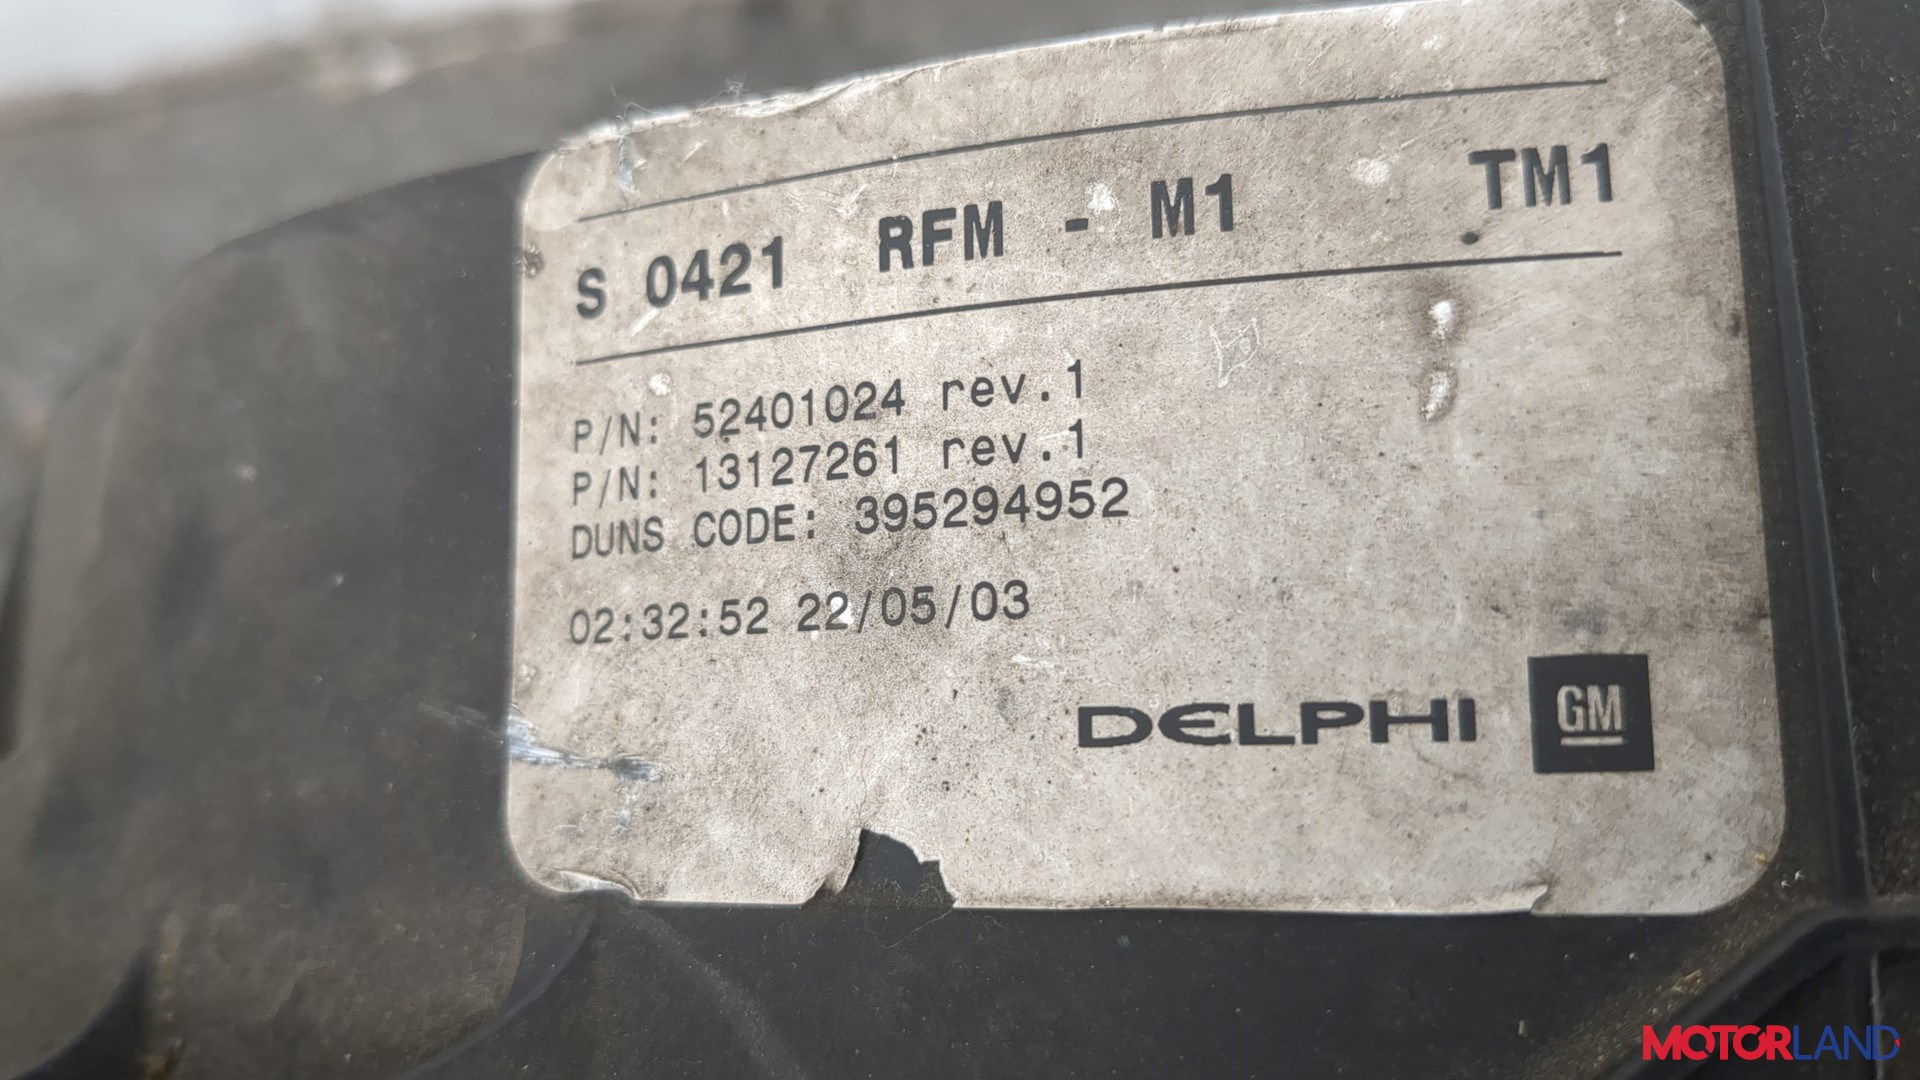 S 0421 RFM - M1 TM1
P/N: 52401024 rev.1
P/N: 13127261 rev.1
DUNS CODE: 395294952
02:32:52 22/05/03
DELPHI GM
MOTORLAND